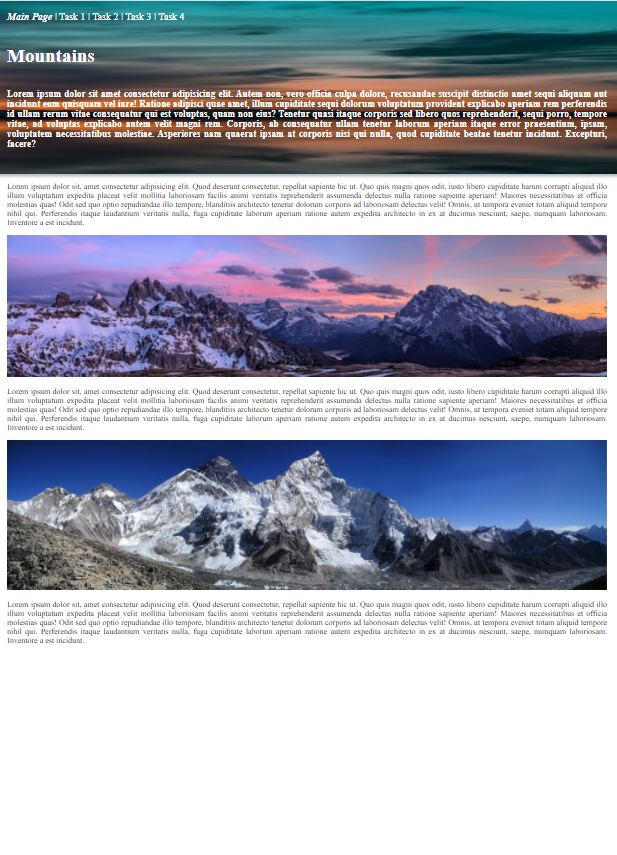 Main Page | Task 1 | Task 2 | Task 3 | Task 4
Mountains
Lorem ipsum dolor sit amet consectetur adipisicing elit. Autem non, vero officia culpa dolore, recusandae suscipit distinctio amet sequi aliquam aut
incidunt eum quisquam vel iure! Ratione adipisci quae amet, illum cupiditate sequi dolorum voluptatum provident explicabo aperiam rem perferendis
id ullam rerum vitae consequatur qui est voluptas, quam non eius? Tenetur quasi itaque corporis sed libero quos reprehenderit, sequi porro, tempore
vitae, ad voluptas explicabo autem velit magni rem. Corporis, ab consequatur ullam tenetur laborum aperiam itaque error praesentium, ipsam,
voluptatem necessitatibus molestiae. Asperiores nam quaerat ipsam at corporis nisi qui nulla, quod cupiditate beatae tenetur incidunt. Excepturi,
facere?
Lorem ipsum dolor sit, amet consectetur adipisicing elit. Quod deserunt consectetur, repellat sapiente hic ut. Quo quis magni quos odit, iusto libero cupiditate harum corrupti alias illo
illum voluptatum expedita placeat velit mollitia laboriosam facilis animi veritatis reprehenderit assumenda delectus nulla ratione sapiente aperiam! Maiores necessitatibus et officia
molestias quas! Odit sed quo optio repudiandae illo tempore, blanditiis architecto tenetur dolorum corporis ad laboriosam delectus velit! Omnis, ut tempora eveniet totam aliquid tempore
nihil qui. Perferendis itaque laudantium veritatis nulla, fuga cupiditate laborum aperiam ratione autem expedita architecto in ex at ducimus nesciunt, saepe, numquam laboriosam.
Inventore a est incidunt.
Lorem ipsum dolor sit, amet consectetur adipisicing elit. Quod deserunt consectetur, repellat sapiente hic ut. Quo quis magni quos odit, iusto libero cupiditate harum corrupti alias illo
illum voluptatum expedita placeat velit mollitia laboriosam facilis animi veritatis reprehenderit assumenda delectus nulla ratione sapiente aperiam! Maiores necessitatibus et officia
molestias quas! Odit sed quo optio repudiandae illo tempore, blanditiis architecto tenetur dolorum corporis ad laboriosam delectus velit! Omnis, ut tempora eveniet totam aliquid tempore
nihil qui. Perferendis itaque laudantium veritatis nulla, fuga cupiditate laborum aperiam ratione autem expedita architecto in ex at ducimus nesciunt, saepe, numquam laboriosam.
Inventore a est incidunt.
Lorem ipsum dolor sit, amet consectetur adipisicing elit. Quod deserunt consectetur, repellat sapiente hic ut. Quo quis magni quos odit, iusto libero cupiditate harum corrupti alias illo
illum voluptatum expedita placeat velit mollitia laboriosam facilis animi veritatis reprehenderit assumenda delectus nulla ratione sapiente aperiam! Maiores necessitatibus et officia
molestias quas! Odit sed quo optio repudiandae illo tempore, blanditiis architecto tenetur dolorum corporis ad laboriosam delectus velit! Omnis, ut tempora eveniet totam aliquid tempore
nihil qui. Perferendis itaque laudantium veritatis nulla, fuga cupiditate laborum aperiam ratione autem expedita architecto in ex at ducimus nesciunt, saepe, numquam laboriosam.
Inventore a est incidunt.